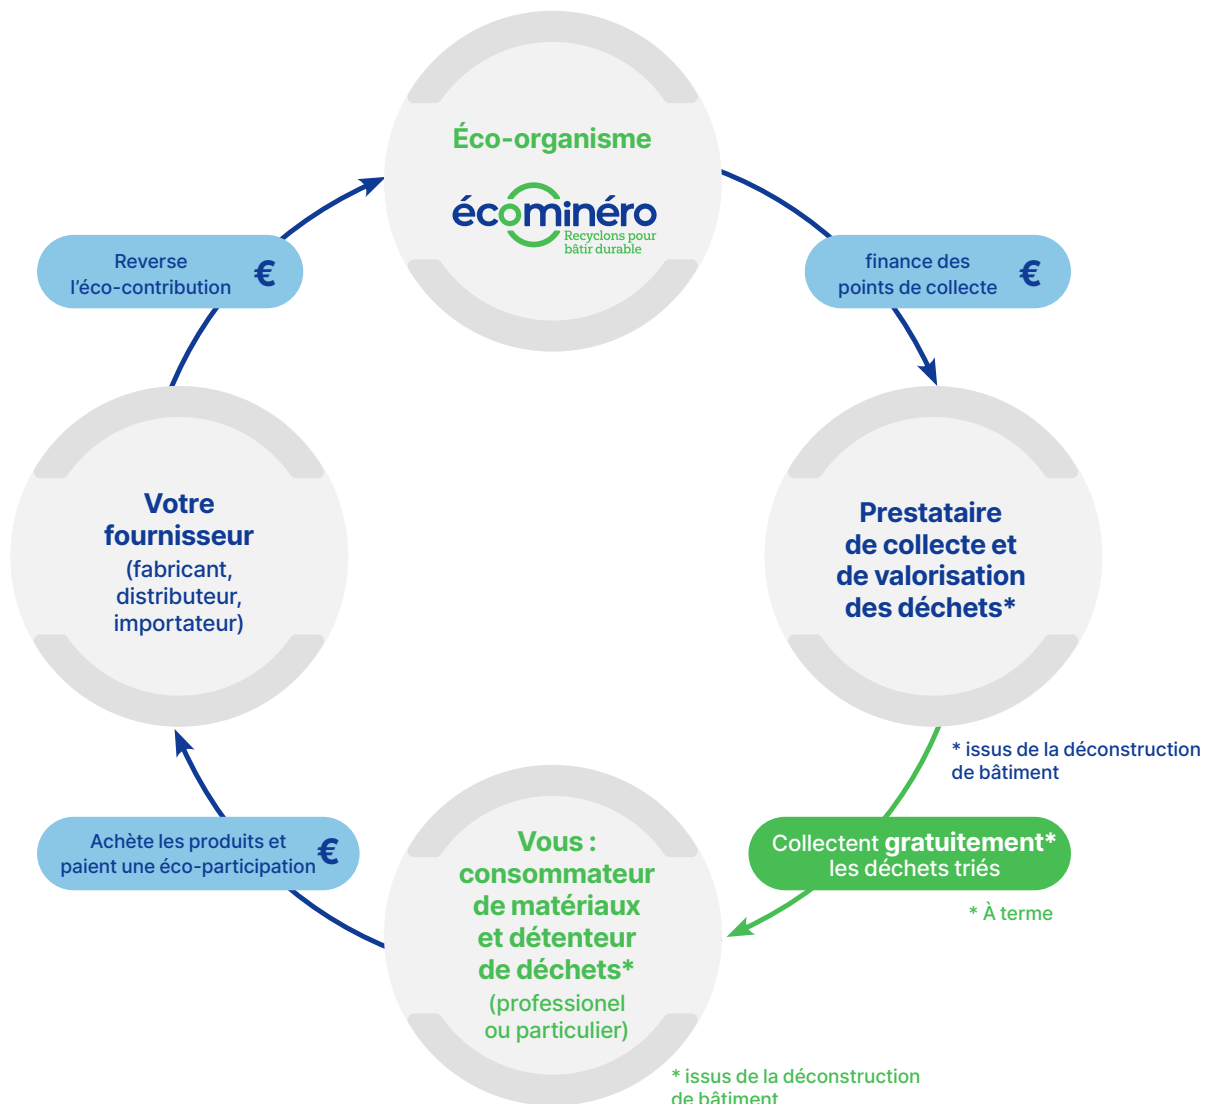 Éco-organisme
écominéro
Recyclons pour
bâtir durable
Reverse
l’éco-contribution €
finance des
points de collecte €
Votre
fournisseur
(fabricant,
distributeur,
importateur)
Prestataire
de collecte et
de valorisation
des déchets*
* issus de la déconstruction
de bâtiment
Achète les produits et
paient une éco-participation €
Vous :
consommateur
de matériaux
et détenteur
de déchets*
(professionel
ou particulier)
Collectent gratuitement*
les déchets triés
* À terme
* issus de la déconstruction
de bâtiment